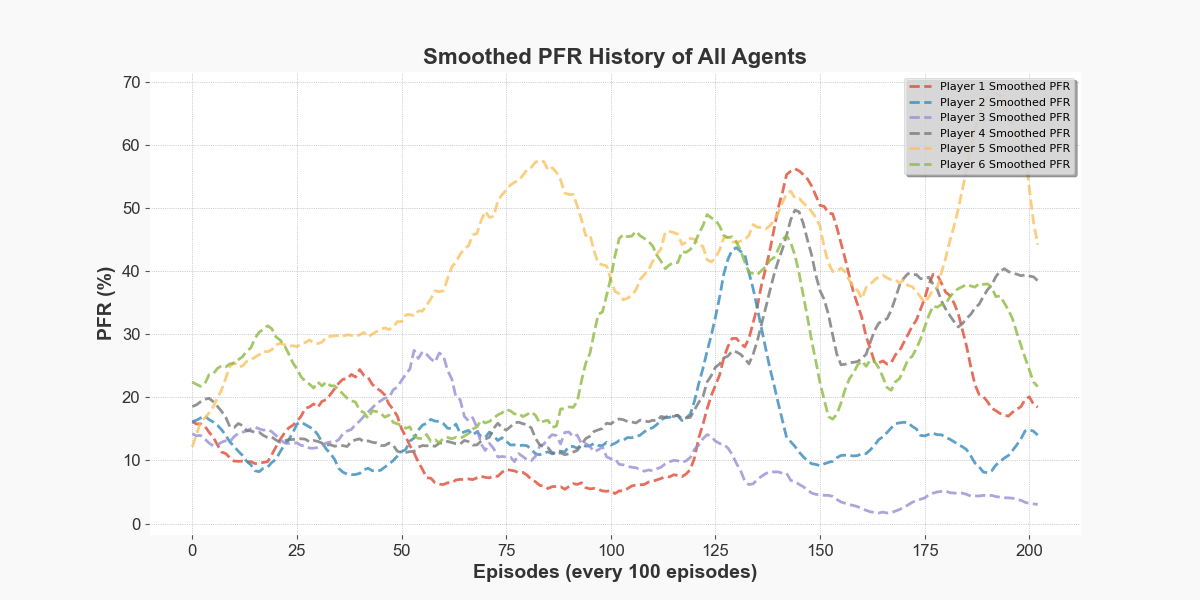 Smoothed PFR History of All Agents
70
60
50
40
30
20
10
0
PFR (%)
Player 1 Smoothed PFR
Player 2 Smoothed PFR
Player 3 Smoothed PFR
Player 4 Smoothed PFR
Player 5 Smoothed PFR
Player 6 Smoothed PFR
0 25 50 75 100 125 150 175 200
Episodes (every 100 episodes)